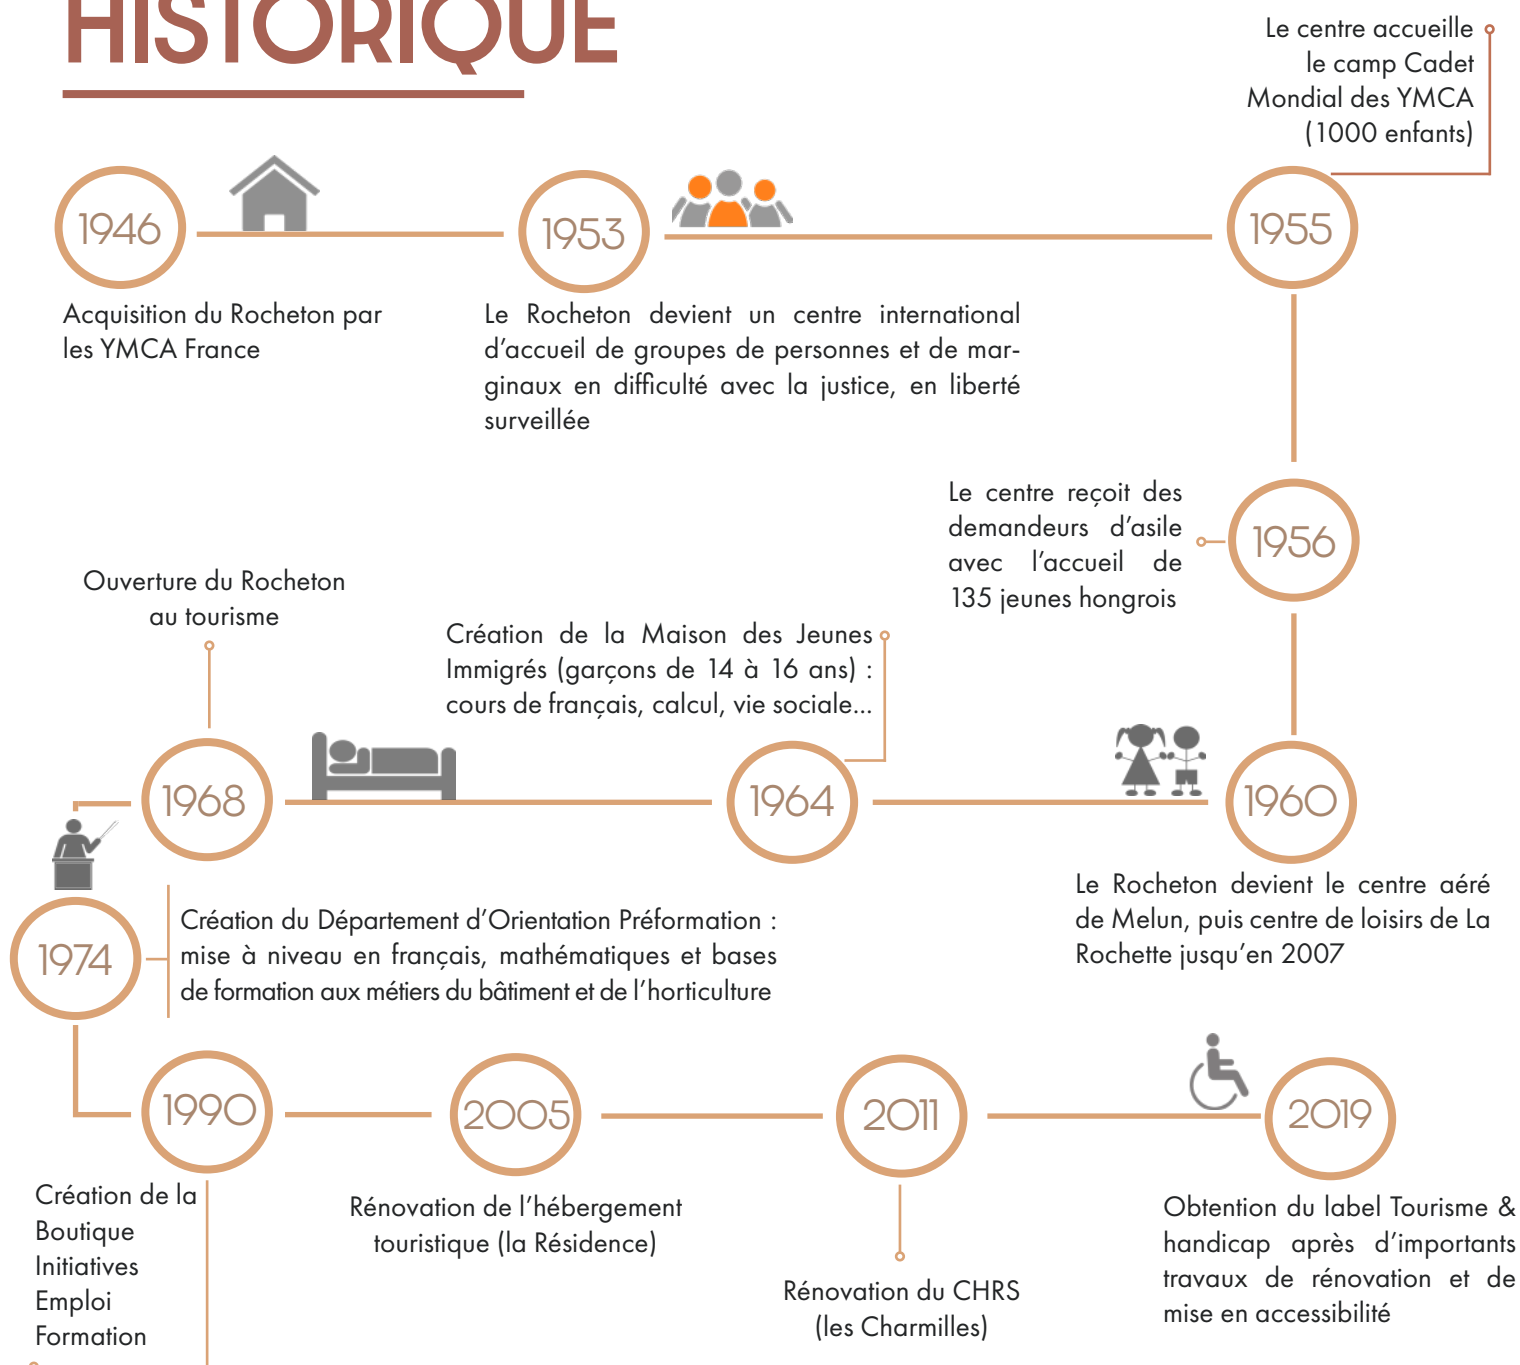 HISTORIQUE
Le centre accueille
le camp Cadet
Mondial des YMCA
(1000 enfants)
1946
1953
1955
Acquisition du Rocheton par
les YMCA France
Le Rocheton devient un centre international
d'accueil de groupes de personnes et de mar-
ginaux en difficulté avec la justice, en liberté
surveillée
Le centre reçoit des
demandeurs d'asile
avec l'accueil de
135 jeunes hongrois
1956
Ouverture du Rocheton
au tourisme
Création de la Maison des Jeunes
Immigrés (garçons de 14 à 16 ans) :
cours de français, calcul, vie sociale...
1968
1964
1960
Le Rocheton devient le centre aéré
de Melun, puis centre de loisirs de La
Rochette jusqu'en 2007
1974
Création du Département d'Orientation Préformation :
mise à niveau en français, mathématiques et bases
de formation aux métiers du bâtiment et de l'horticulture
1990
2005
2011
2019
Création de la
Boutique
Initiatives
Emploi
Formation
Rénovation de l'hébergement
touristique (la Résidence)
Rénovation du CHRS
(les Charmilles)
Obtention du label Tourisme &
handicap après d'importants
travaux de rénovation et de
mise en accessibilité